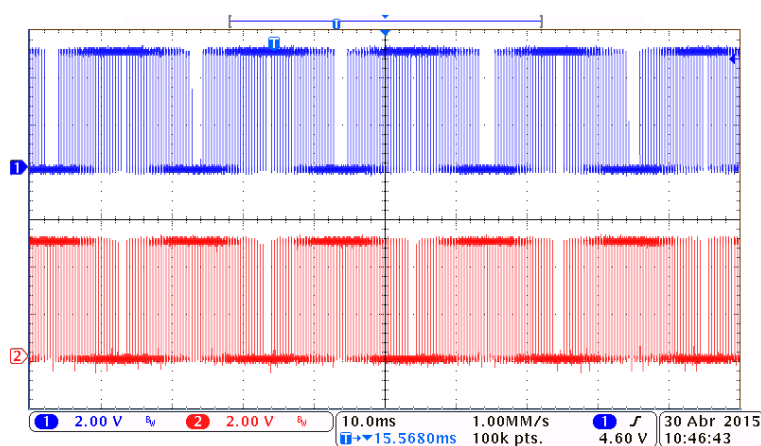 T
T
1
2
1 2.00 V BW 2 2.00 V BW 10.0ms 1.00MM/s 1 4.60 V 30 Abr 2015
T→▼15.5680ms 100k pts. 10:46:43